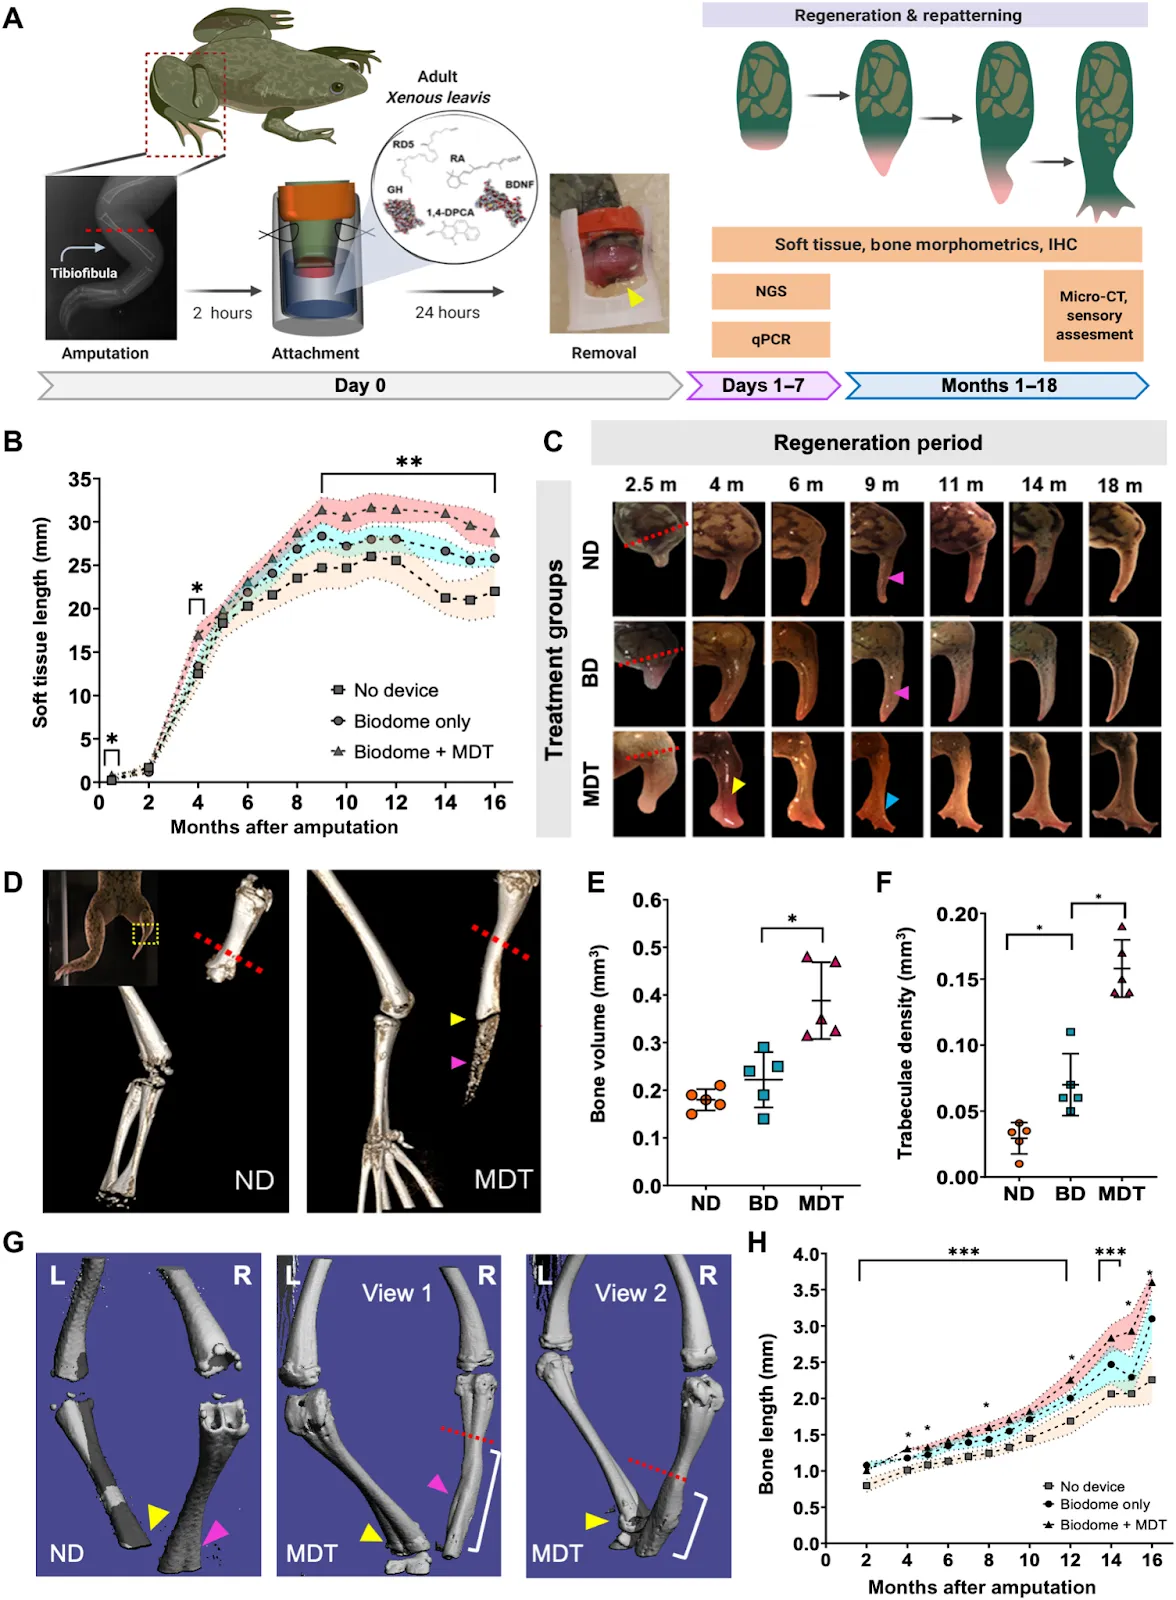 A
Adult
Xenous leavis
RD5
RA
GH
BDNF
1,4-DPCA
Tibiofibula
2 hours
24 hours
Amputation
Attachment
Removal
Regeneration & repatterning
Soft tissue, bone morphometrics, IHC
NGS
qPCR
Micro-CT,
sensory
assesment
Day 0
Days 1–7
Months 1–18
B
Soft tissue length (mm)
35
30
25
20
15
10
5
0
0 2 4 6 8 10 12 14 16
Months after amputation
*
*
**
No device
Biodome only
Biodome + MDT
C
Regeneration period
2.5 m 4 m 6 m 9 m 11 m 14 m 18 m
Treatment groups
ND
BD
MDT
D
ND
MDT
E
Bone volume (mm³)
0.6
0.5
0.4
0.3
0.2
0.1
0.0
*
ND BD MDT
F
Trabeculae density (mm³)
0.20
0.15
0.10
0.05
0.00
*
*
ND BD MDT
G
L R
ND
L R
View 1
MDT
L R
View 2
MDT
H
Bone length (mm)
4.0
3.5
3.0
2.5
2.0
1.5
1.0
0.5
0.0
0 2 4 6 8 10 12 14 16
Months after amputation
***
***
*
*
*
*
*
*
No device
Biodome only
Biodome + MDT